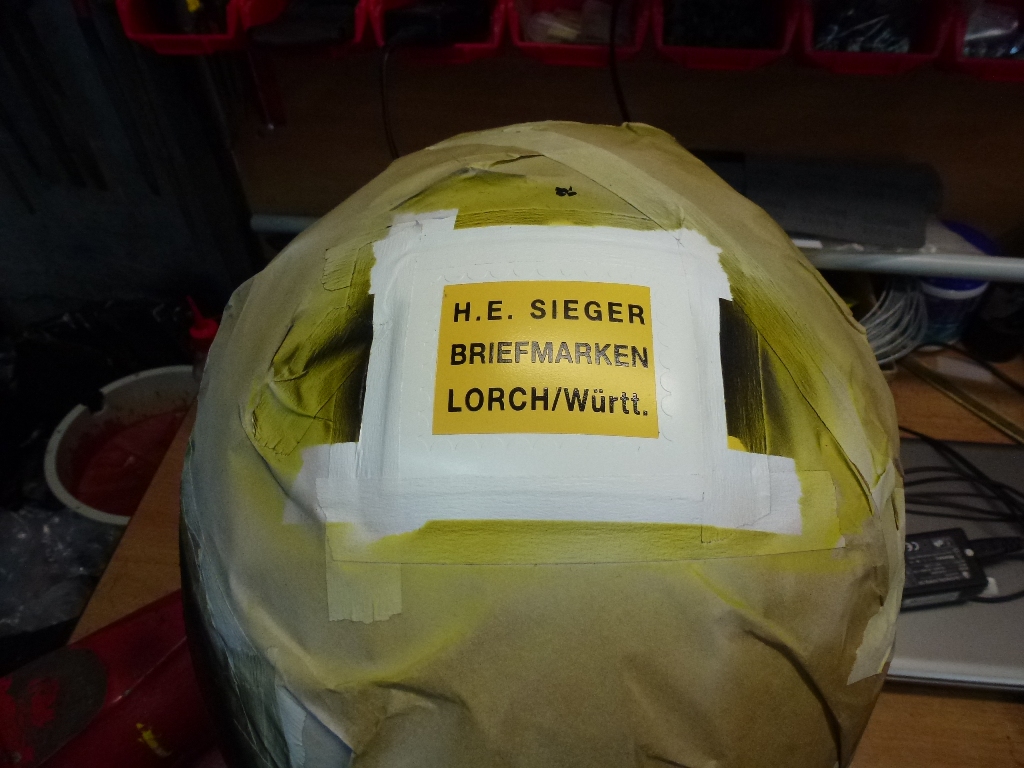 H.E. SIEGER
BRIEFMARKEN
LORCH/Württ.